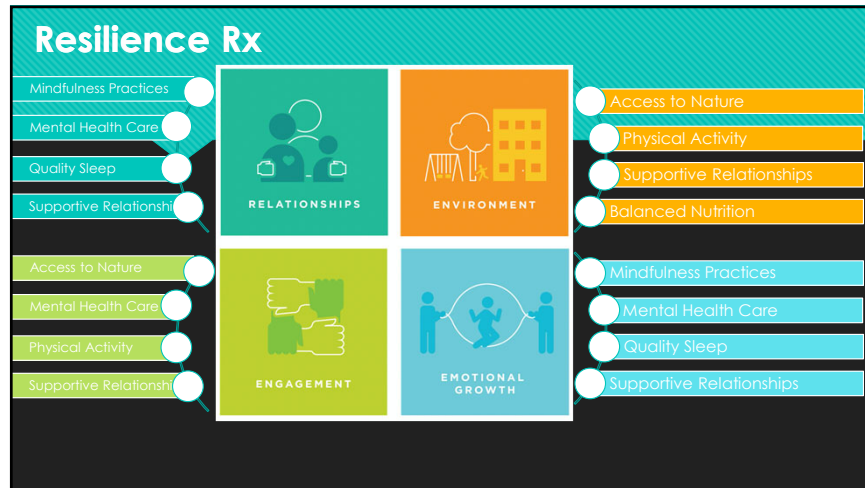 Resilience Rx
Mindfulness Practices
Mental Health Care
Quality Sleep
Supportive Relationshi
RELATIONSHIPS
ENVIRONMENT
Access to Nature
Physical Activity
Supportive Relationships
Balanced Nutrition
Access to Nature
Mental Health Care
Physical Activity
Supportive Relationshi
ENGAGEMENT
EMOTIONAL
GROWTH
Mindfulness Practices
Mental Health Care
Quality Sleep
Supportive Relationships